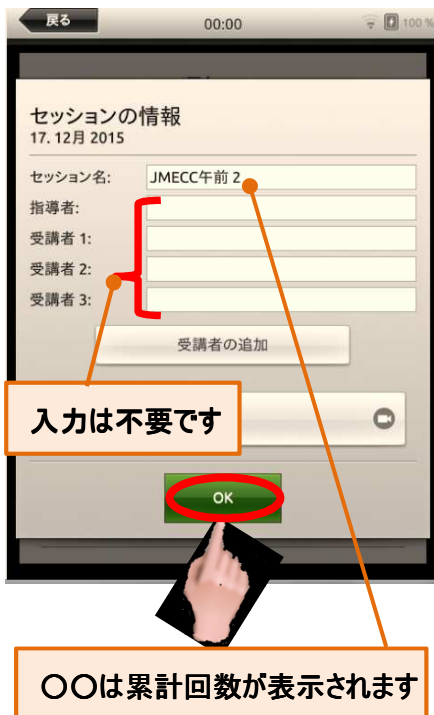 戻る
00:00
100 %
セッションの情報
17. 12月 2015
セッション名: JMECC午前 2
指導者:
受講者 1:
受講者 2:
受講者 3:
受講者の追加
入力は不要です
OK
〇〇は累計回数が表示されます